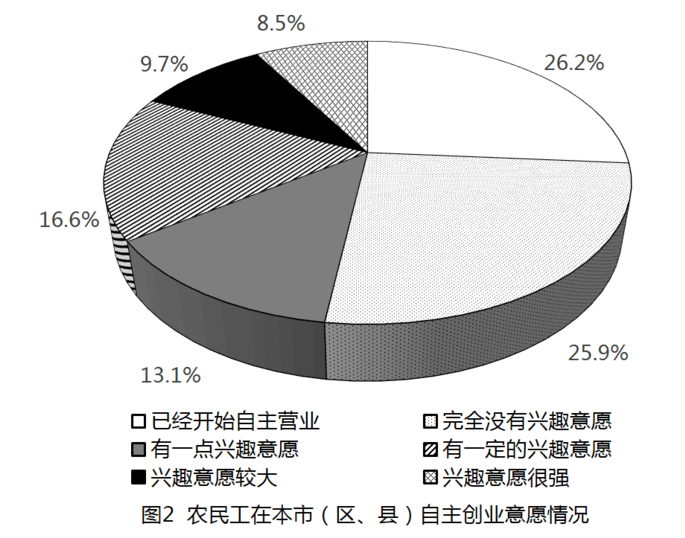 8.5%
9.7%
26.2%
16.6%
25.9%
13.1%
已经开始自主营业 完全没有兴趣意愿
有一点兴趣意愿 有一定的兴趣意愿
兴趣意愿较大 兴趣意愿很强
图2 农民工在本市（区、县）自主创业意愿情况